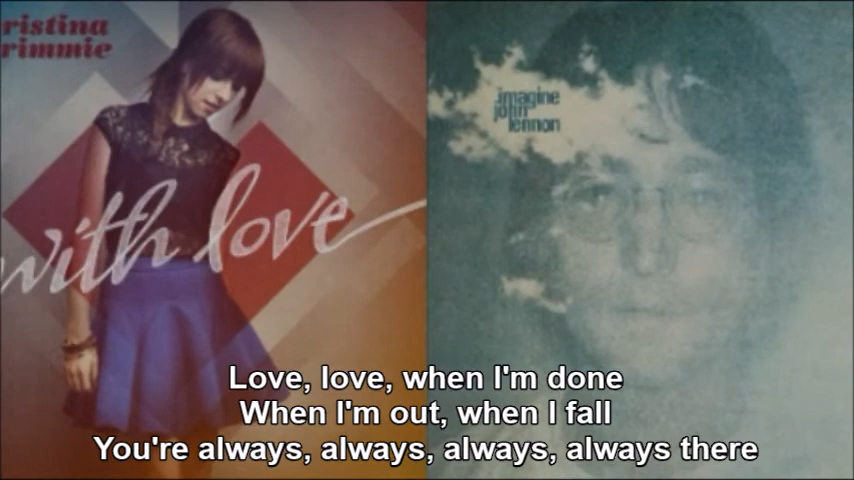 ristina
rimmie
with love
imagine
john
lennon
Love, love, when I'm done
When I'm out, when I fall
You're always, always, always, always there